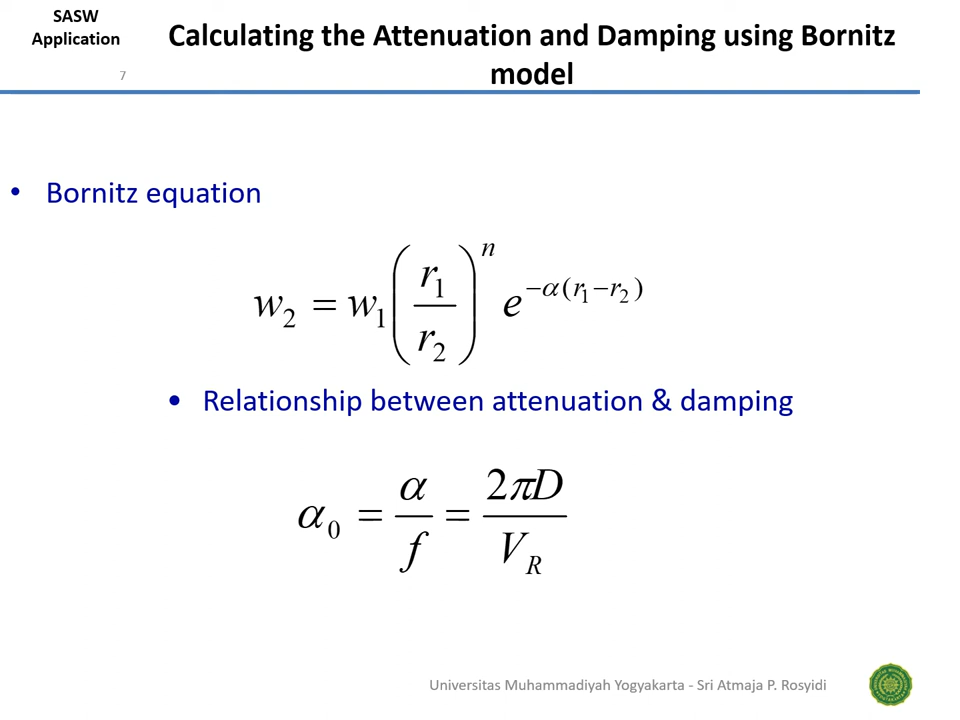 SASW
Application
7
Calculating the Attenuation and Damping using Bornitz
model
• Bornitz equation
w₂ = w₁ (r₁/r₂)ⁿ e^(−α(r₁−r₂))
• Relationship between attenuation & damping
α₀ = α/f = 2πD/V_R
Universitas Muhammadiyah Yogyakarta - Sri Atmaja P. Rosyidi